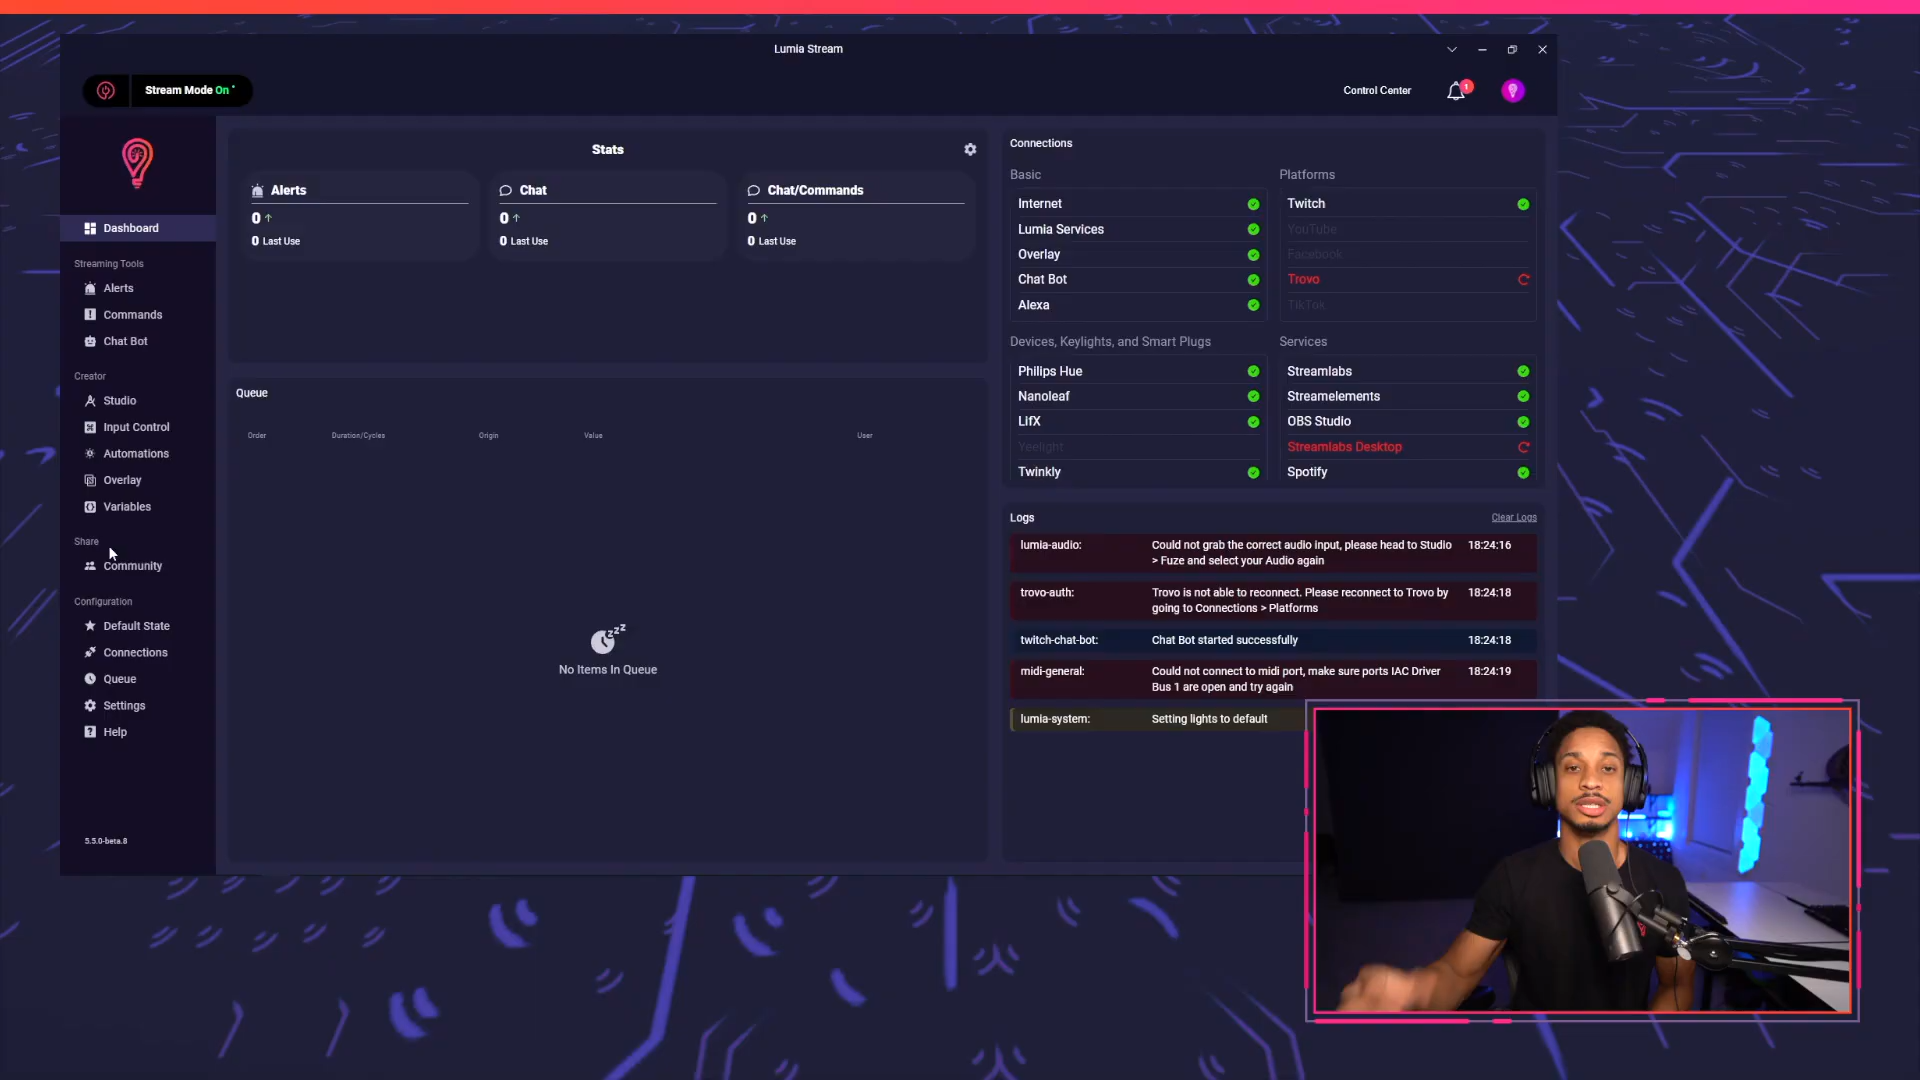 Lumia Stream
Stream Mode On
Control Center
1
Dashboard
Streaming Tools
Alerts
Commands
Chat Bot
Creator
Studio
Input Control
Automations
Overlay
Variables
Share
Community
Configuration
Default State
Connections
Queue
Settings
Help
5.5.0-beta.8
Stats
Alerts
0
0 Last Use
Chat
0
0 Last Use
Chat/Commands
0
0 Last Use
Queue
Order Duration/Cycles Origin Value User
No Items In Queue
Connections
Basic
Internet
Lumia Services
Overlay
Chat Bot
Alexa
Platforms
Twitch
YouTube
Facebook
Trovo
TikTok
Devices, Keylights, and Smart Plugs
Philips Hue
Nanoleaf
LifX
Yeelight
Twinkly
Services
Streamlabs
Streamelements
OBS Studio
Streamlabs Desktop
Spotify
Logs
Clear Logs
lumia-audio: Could not grab the correct audio input, please head to Studio 18:24:16
> Fuze and select your Audio again
trovo-auth: Trovo is not able to reconnect. Please reconnect to Trovo by 18:24:18
going to Connections > Platforms
twitch-chat-bot: Chat Bot started successfully 18:24:18
midi-general: Could not connect to midi port, make sure ports IAC Driver 18:24:19
Bus 1 are open and try again
lumia-system: Setting lights to default